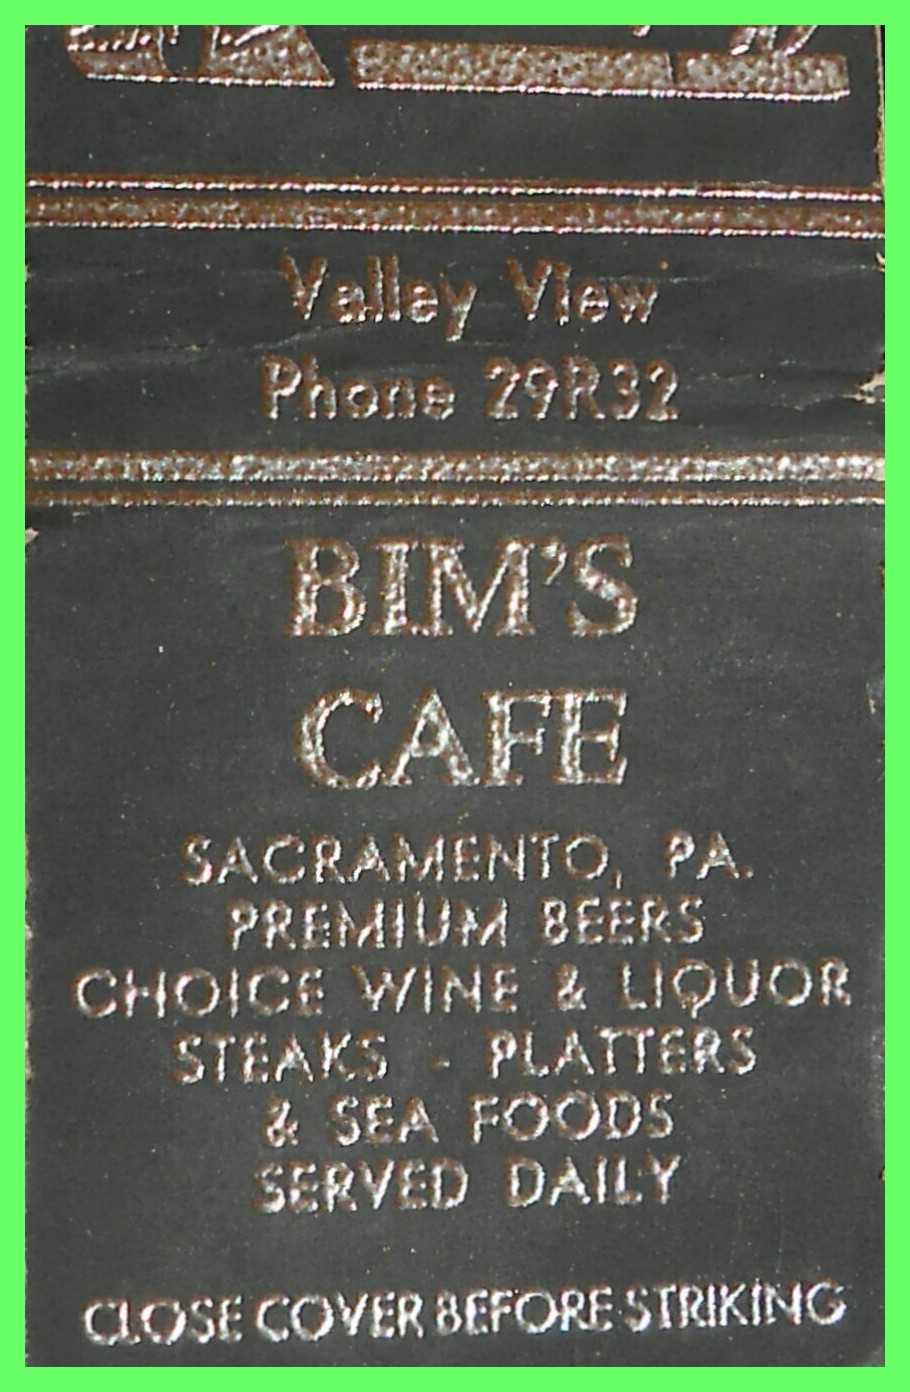 Valley View
Phone 29R32
BIM'S
CAFE
SACRAMENTO, PA.
PREMIUM BEERS
CHOICE WINE & LIQUOR
STEAKS - PLATTERS
& SEA FOODS
SERVED DAILY
CLOSE COVER BEFORE STRIKING